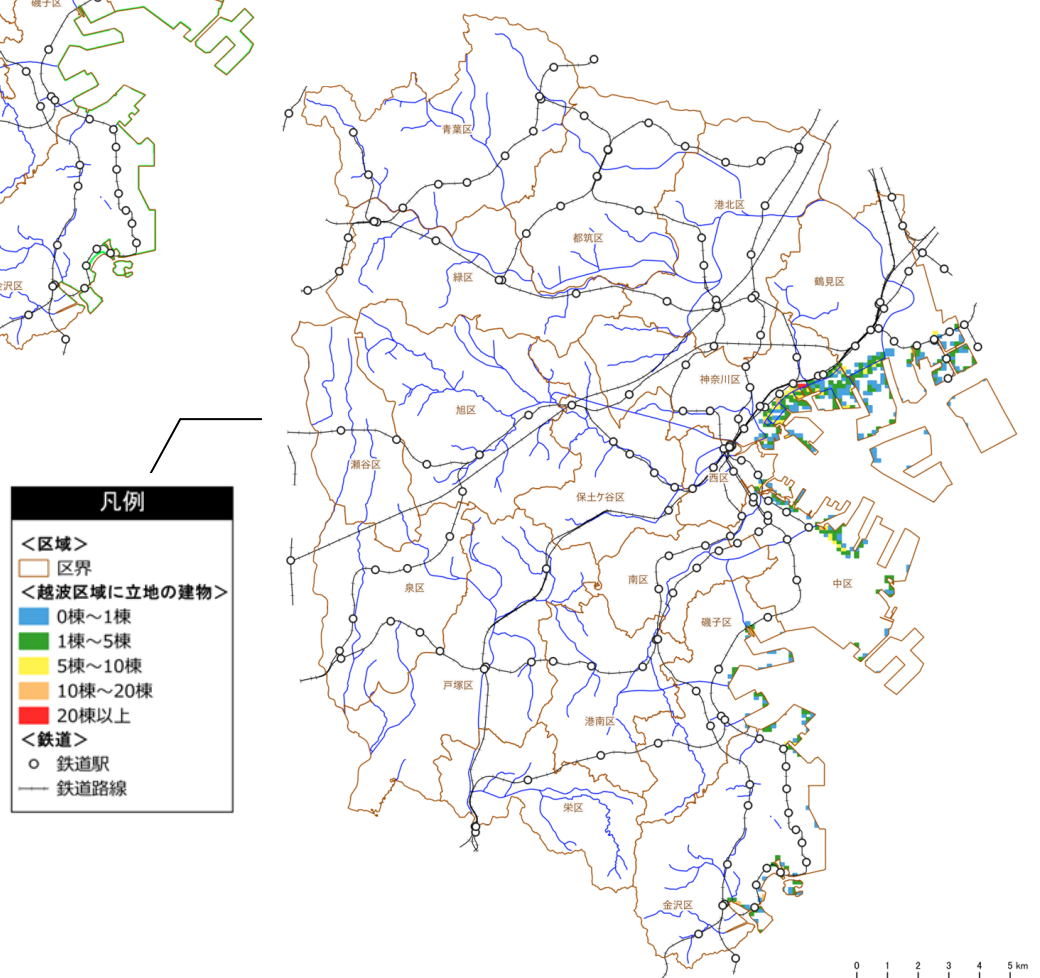 磯子区
金沢区
青葉区
港北区
都筑区
緑区
鶴見区
神奈川区
旭区
瀬谷区
西区
保土ケ谷区
泉区
南区
中区
磯子区
戸塚区
港南区
栄区
金沢区
凡例
＜区域＞
区界
＜越波区域に立地の建物＞
0棟～1棟
1棟～5棟
5棟～10棟
10棟～20棟
20棟以上
＜鉄道＞
鉄道駅
鉄道路線
0 1 2 3 4 5 km